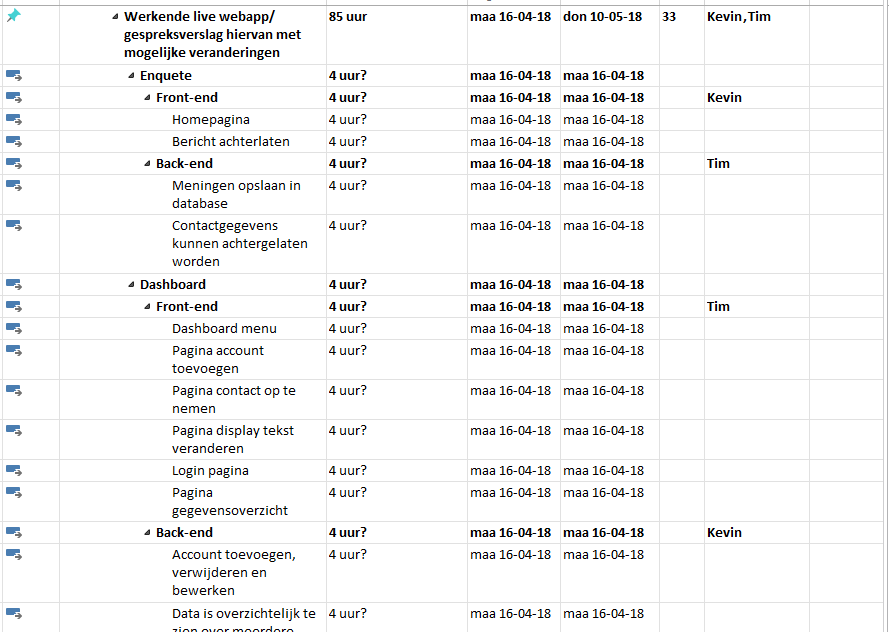 Werkende live webapp/ 85 uur maa 16-04-18 don 10-05-18 33 Kevin,Tim
gespreksverslag hiervan met
mogelijke veranderingen
Enquete 4 uur? maa 16-04-18 maa 16-04-18
Front-end 4 uur? maa 16-04-18 maa 16-04-18 Kevin
Homepagina 4 uur? maa 16-04-18 maa 16-04-18
Bericht achterlaten 4 uur? maa 16-04-18 maa 16-04-18
Back-end 4 uur? maa 16-04-18 maa 16-04-18 Tim
Meningen opslaan in 4 uur? maa 16-04-18 maa 16-04-18
database
Contactgegevens 4 uur? maa 16-04-18 maa 16-04-18
kunnen achtergelaten
worden
Dashboard 4 uur? maa 16-04-18 maa 16-04-18
Front-end 4 uur? maa 16-04-18 maa 16-04-18 Tim
Dashboard menu 4 uur? maa 16-04-18 maa 16-04-18
Pagina account 4 uur? maa 16-04-18 maa 16-04-18
toevoegen
Pagina contact op te 4 uur? maa 16-04-18 maa 16-04-18
nemen
Pagina display tekst 4 uur? maa 16-04-18 maa 16-04-18
veranderen
Login pagina 4 uur? maa 16-04-18 maa 16-04-18
Pagina 4 uur? maa 16-04-18 maa 16-04-18
gegevensoverzicht
Back-end 4 uur? maa 16-04-18 maa 16-04-18 Kevin
Account toevoegen, 4 uur? maa 16-04-18 maa 16-04-18
verwijderen en
bewerken
Data is overzichtelijk te 4 uur? maa 16-04-18 maa 16-04-18
zien over meerdere